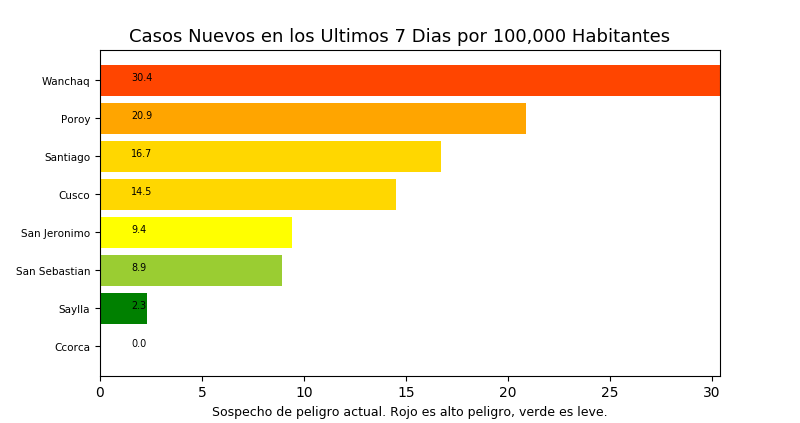 Casos Nuevos en los Ultimos 7 Dias por 100,000 Habitantes
Wanchaq 30.4
Poroy 20.9
Santiago 16.7
Cusco 14.5
San Jeronimo 9.4
San Sebastian 8.9
Saylla 2.3
Ccorca 0.0
0 5 10 15 20 25 30
Sospecho de peligro actual. Rojo es alto peligro, verde es leve.